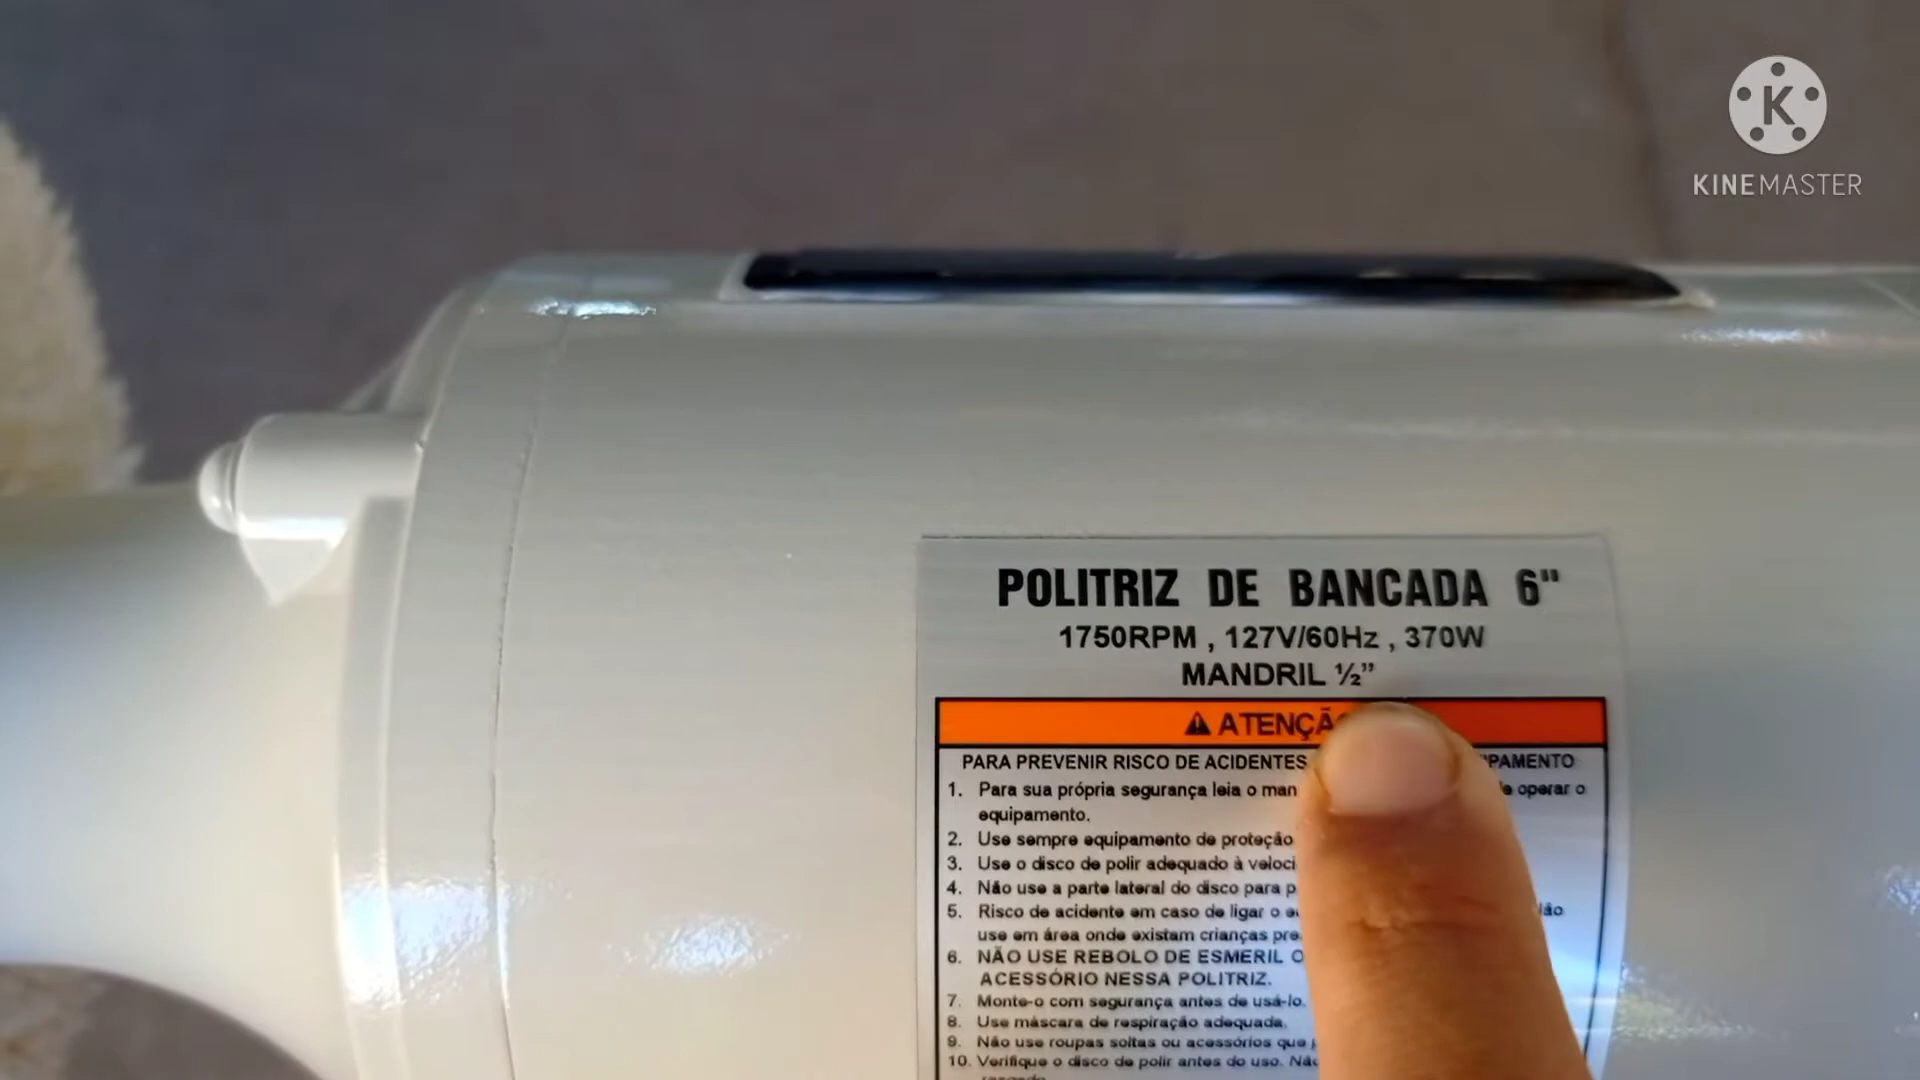 K
KINEMASTER
POLITRIZ DE BANCADA 6"
1750RPM , 127V/60Hz , 370W
MANDRIL ½”
⚠ ATENÇÃ
PARA PREVENIR RISCO DE ACIDENTES
1. Para sua própria segurança leia o operar o
equipamento.
2. Use sempre equipamento de proteção
3. Use o disco de polir adequado à
4. Não use a parte lateral do disco para
5. Risco de acidente em caso de ligar o
use em área onde existam crianças
6. NÃO USE REBOLO DE ESMERIL
ACESSÓRIO NESSA POLITRIZ.
7. Monte-o com segurança antes de usá-lo.
8. Use máscara de respiração adequada.
9. Não use roupas soltas ou acessórios que
10. Verifique o disco de polir antes do uso.